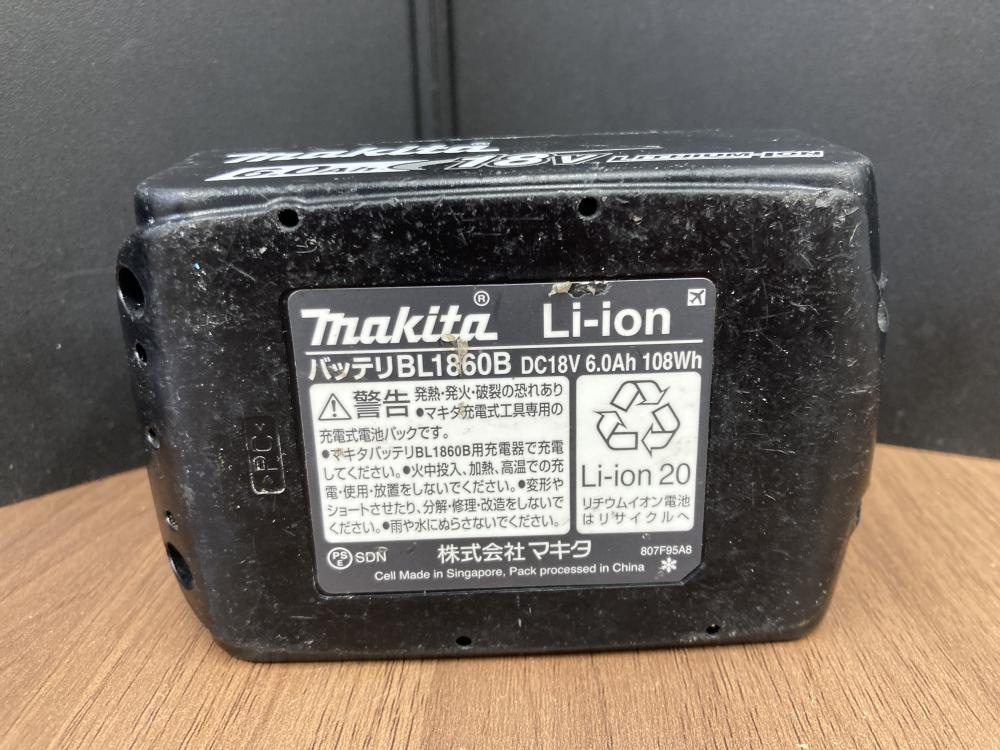 makita
6.0Ah 18V LITHIUM-ION
makita® Li-ion
バッテリBL1860B DC18V 6.0Ah 108Wh
警告 発熱・発火・破裂の恐れあり
●マキタ充電式工具専用の
充電式電池パックです。
●マキタバッテリBL1860B用充電器で充電
してください。●火中投入、加熱、高温での充
電・使用・放置をしないでください。●変形や
ショートさせたり、分解・修理・改造をしないで
ください。●雨や水にぬらさないでください。
Li-ion 20
リチウムイオン電池
はリサイクルへ
>PC<
PSE SDN 株式会社 マキタ 807F95A8
Cell Made in Singapore, Pack processed in China